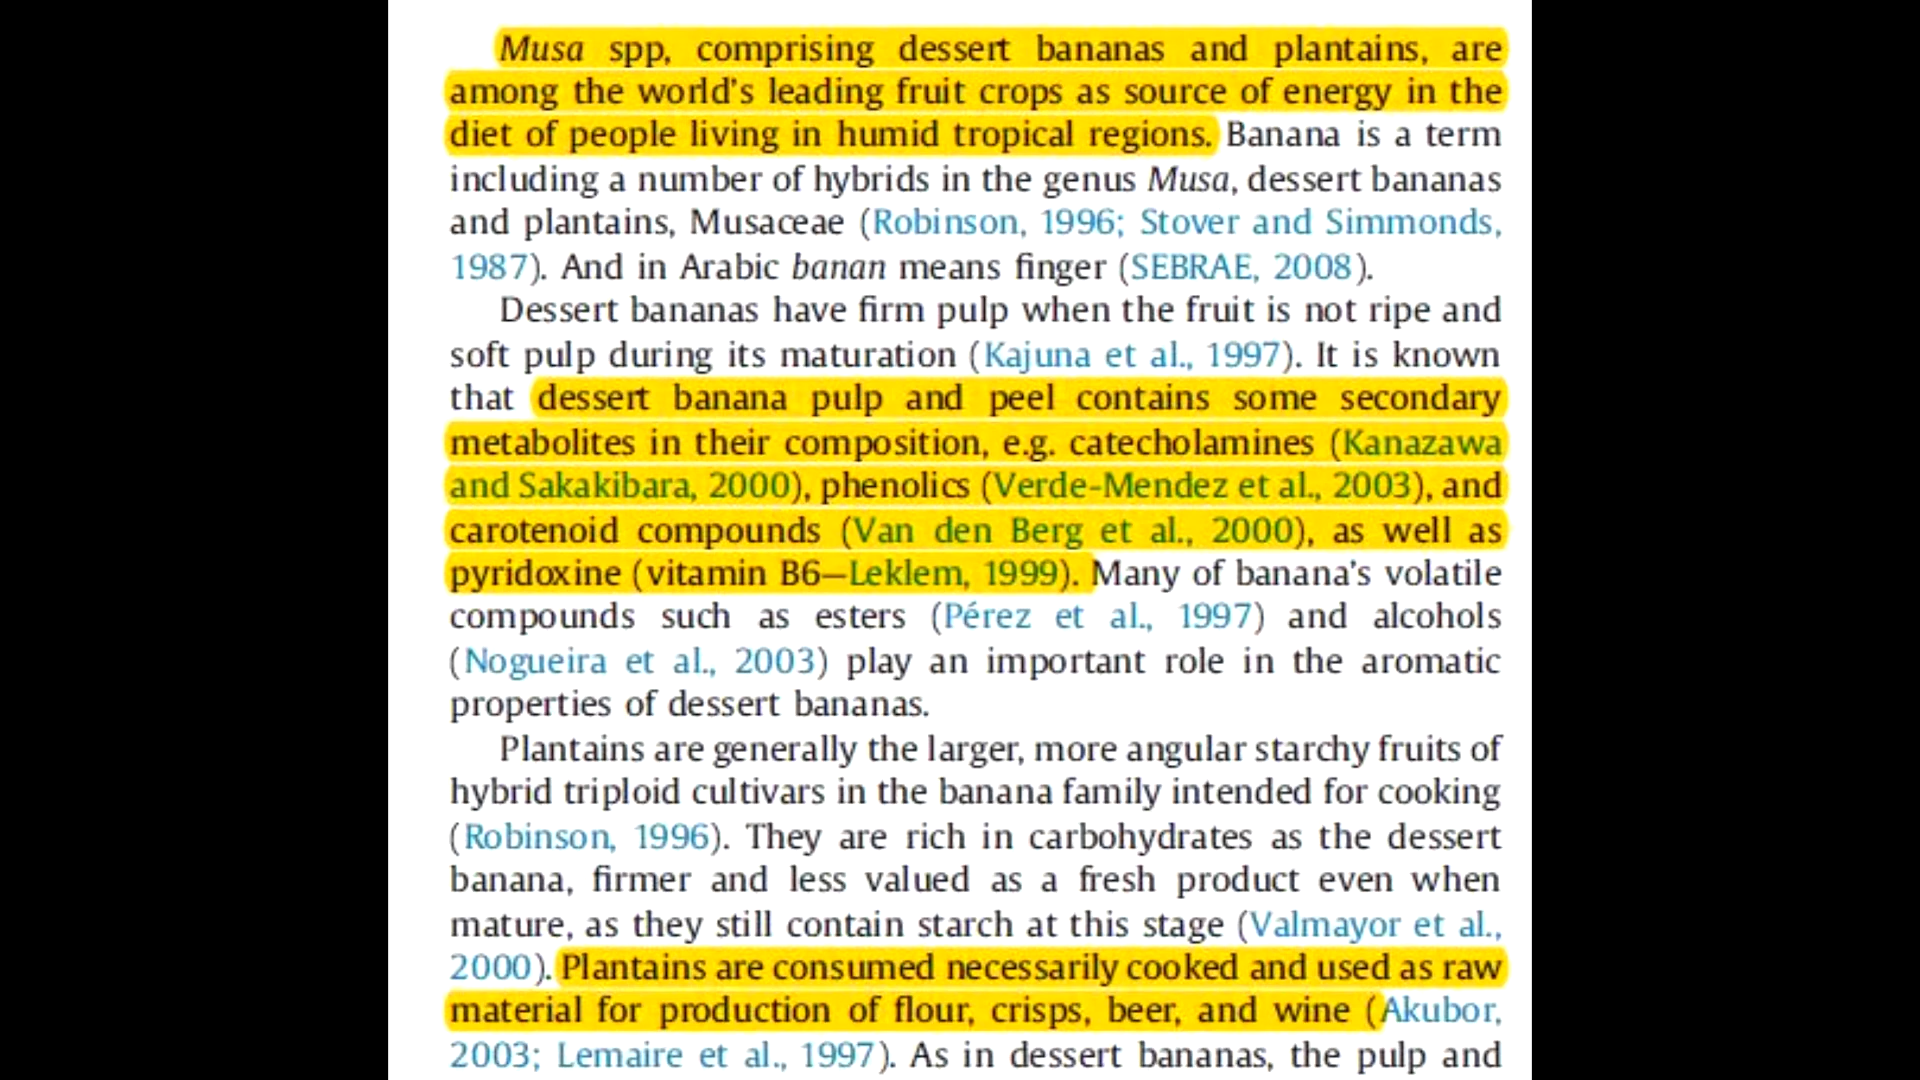 Musa spp, comprising dessert bananas and plantains, are
among the world's leading fruit crops as source of energy in the
diet of people living in humid tropical regions. Banana is a term
including a number of hybrids in the genus Musa, dessert bananas
and plantains, Musaceae (Robinson, 1996; Stover and Simmonds,
1987). And in Arabic banan means finger (SEBRAE, 2008).
Dessert bananas have firm pulp when the fruit is not ripe and
soft pulp during its maturation (Kajuna et al., 1997). It is known
that dessert banana pulp and peel contains some secondary
metabolites in their composition, e.g. catecholamines (Kanazawa
and Sakakibara, 2000), phenolics (Verde-Mendez et al., 2003), and
carotenoid compounds (Van den Berg et al., 2000), as well as
pyridoxine (vitamin B6—Leklem, 1999). Many of banana's volatile
compounds such as esters (Pérez et al., 1997) and alcohols
(Nogueira et al., 2003) play an important role in the aromatic
properties of dessert bananas.
Plantains are generally the larger, more angular starchy fruits of
hybrid triploid cultivars in the banana family intended for cooking
(Robinson, 1996). They are rich in carbohydrates as the dessert
banana, firmer and less valued as a fresh product even when
mature, as they still contain starch at this stage (Valmayor et al.,
2000). Plantains are consumed necessarily cooked and used as raw
material for production of flour, crisps, beer, and wine (Akubor,
2003; Lemaire et al., 1997). As in dessert bananas, the pulp and